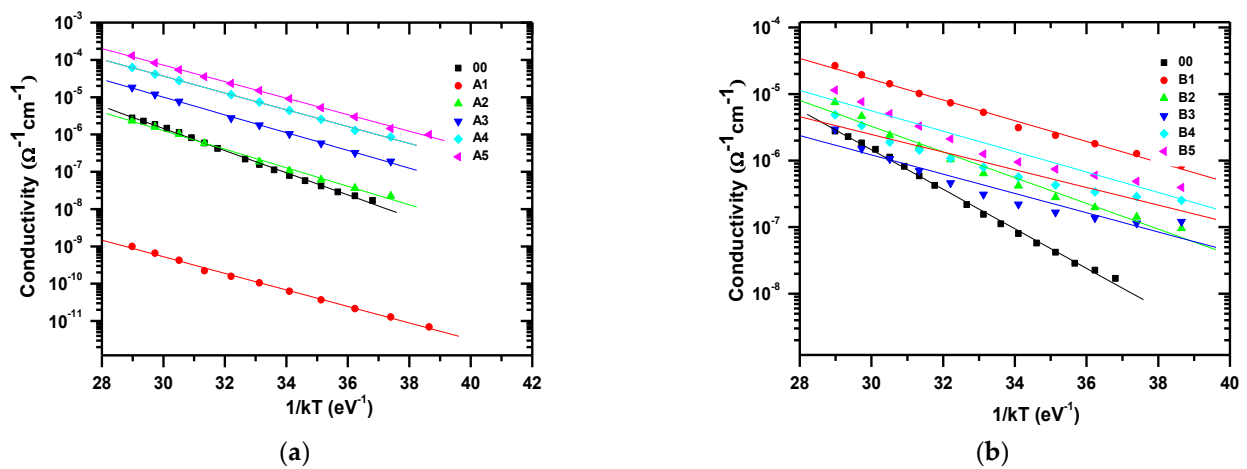 10⁻³
10⁻⁴
10⁻⁵
10⁻⁶
10⁻⁷
10⁻⁸
10⁻⁹
10⁻¹⁰
10⁻¹¹
Conductivity (Ω⁻¹cm⁻¹)
00
A1
A2
A3
A4
A5
28 30 32 34 36 38 40 42
1/kT (eV⁻¹)
(a)
10⁻⁴
10⁻⁵
10⁻⁶
10⁻⁷
10⁻⁸
Conductivity (Ω⁻¹cm⁻¹)
00
B1
B2
B3
B4
B5
28 30 32 34 36 38 40
1/kT (eV⁻¹)
(b)